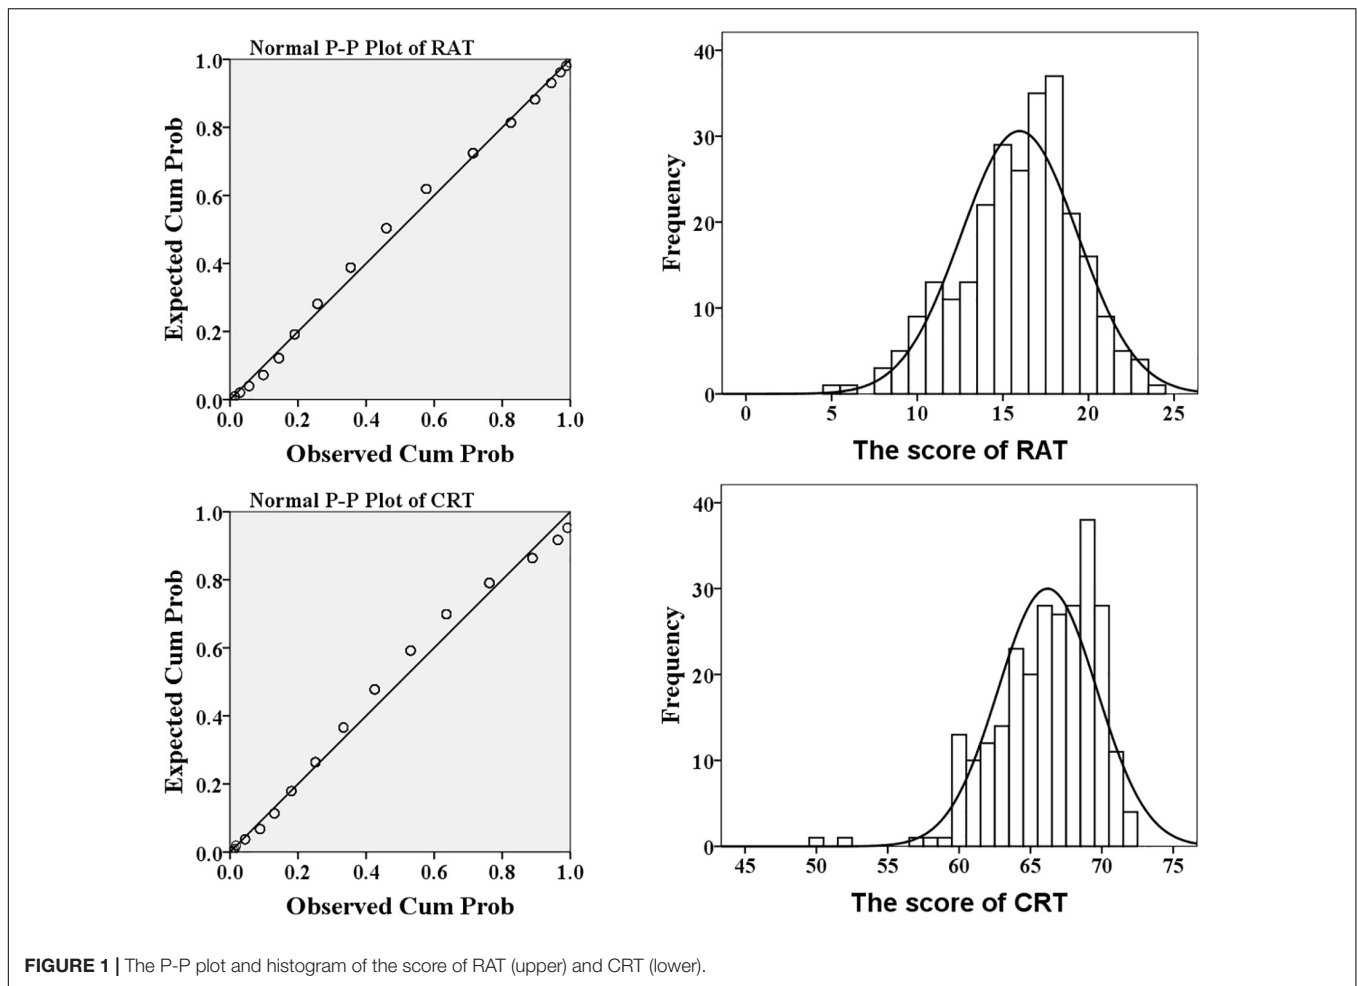 Normal P-P Plot of RAT
Expected Cum Prob
1.0
0.8
0.6
0.4
0.2
0.0
0.0 0.2 0.4 0.6 0.8 1.0
Observed Cum Prob
Frequency
40
30
20
10
0
0 5 10 15 20 25
The score of RAT
Normal P-P Plot of CRT
Expected Cum Prob
1.0
0.8
0.6
0.4
0.2
0.0
0.0 0.2 0.4 0.6 0.8 1.0
Observed Cum Prob
Frequency
40
30
20
10
0
45 50 55 60 65 70 75
The score of CRT
FIGURE 1 | The P-P plot and histogram of the score of RAT (upper) and CRT (lower).